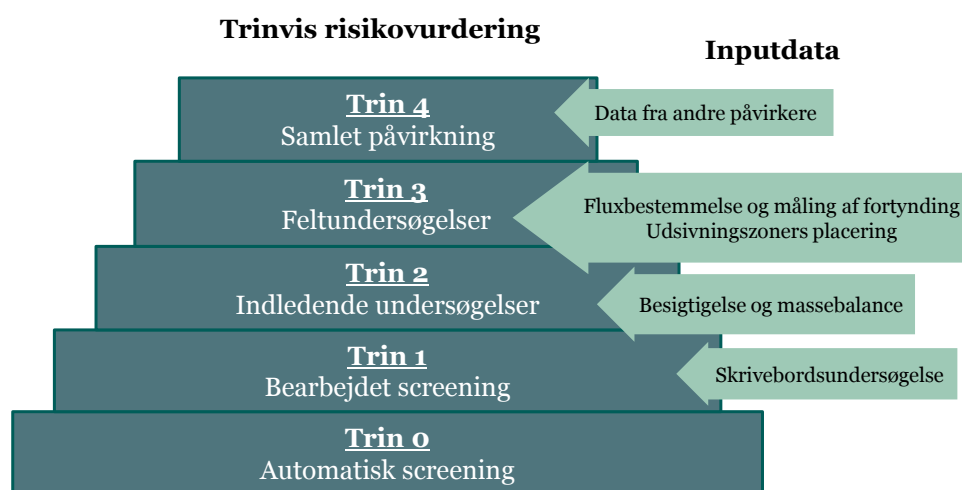 Trinvis risikovurdering
Inputdata
Trin 4
Samlet påvirkning
Data fra andre påvirkere
Trin 3
Feltundersøgelser
Fluxbestemmelse og måling af fortynding
Udsivningszoners placering
Trin 2
Indledende undersøgelser
Besigtigelse og massebalance
Trin 1
Bearbejdet screening
Skrivebordsundersøgelse
Trin 0
Automatisk screening